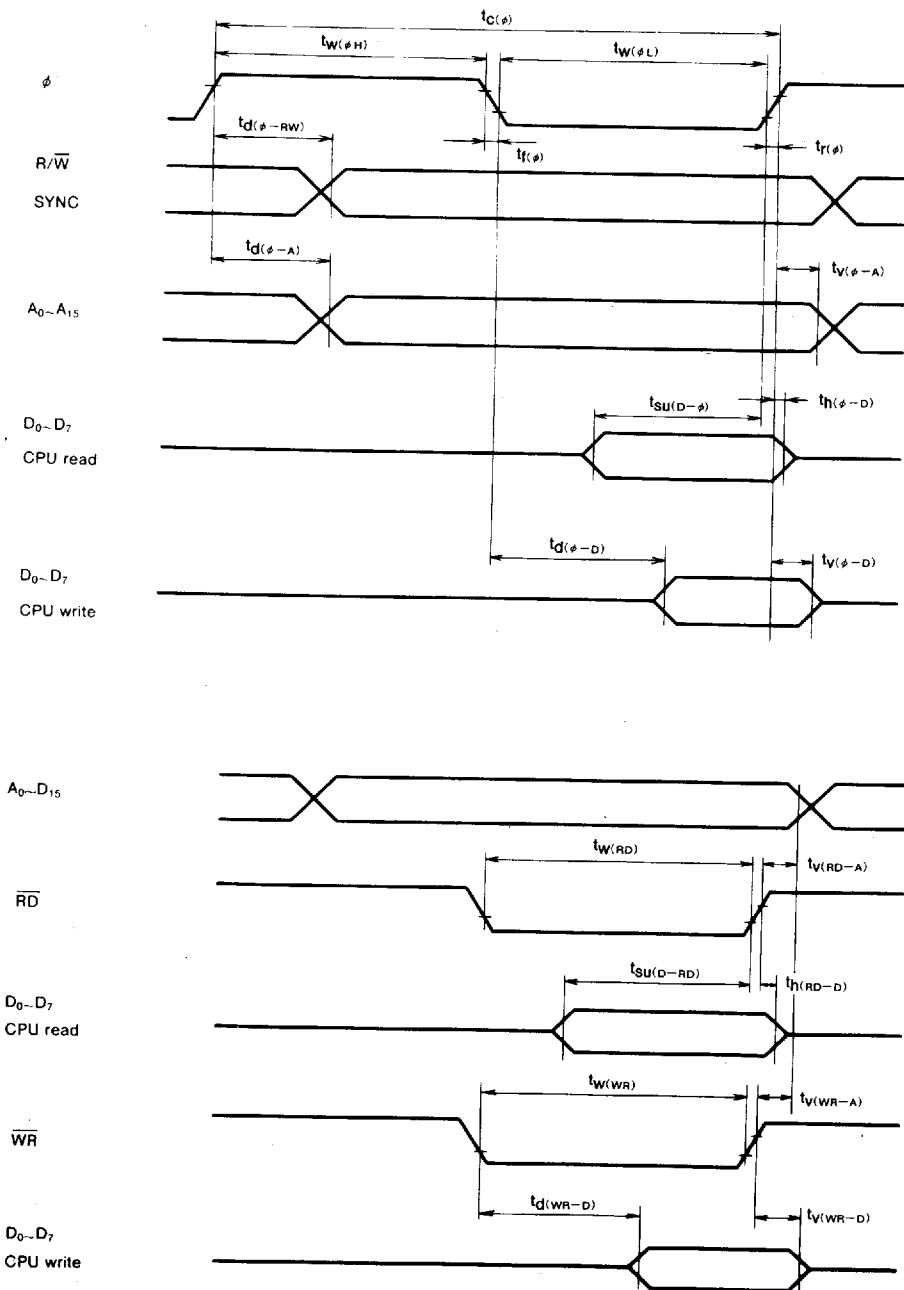 tC(φ)
tW(φH) tW(φL)
φ
td(φ−RW) tf(φ) tr(φ)
R/W̅
SYNC
td(φ−A) tV(φ−A)
A0~A15
tSU(D−φ) th(φ−D)
D0~D7
CPU read
td(φ−D) tV(φ−D)
D0~D7
CPU write
A0~D15
tW(RD) tV(RD−A)
R̅D̅
tSU(D−RD) th(RD−D)
D0~D7
CPU read
tW(WR) tV(WR−A)
W̅R̅
td(WR−D) tV(WR−D)
D0~D7
CPU write